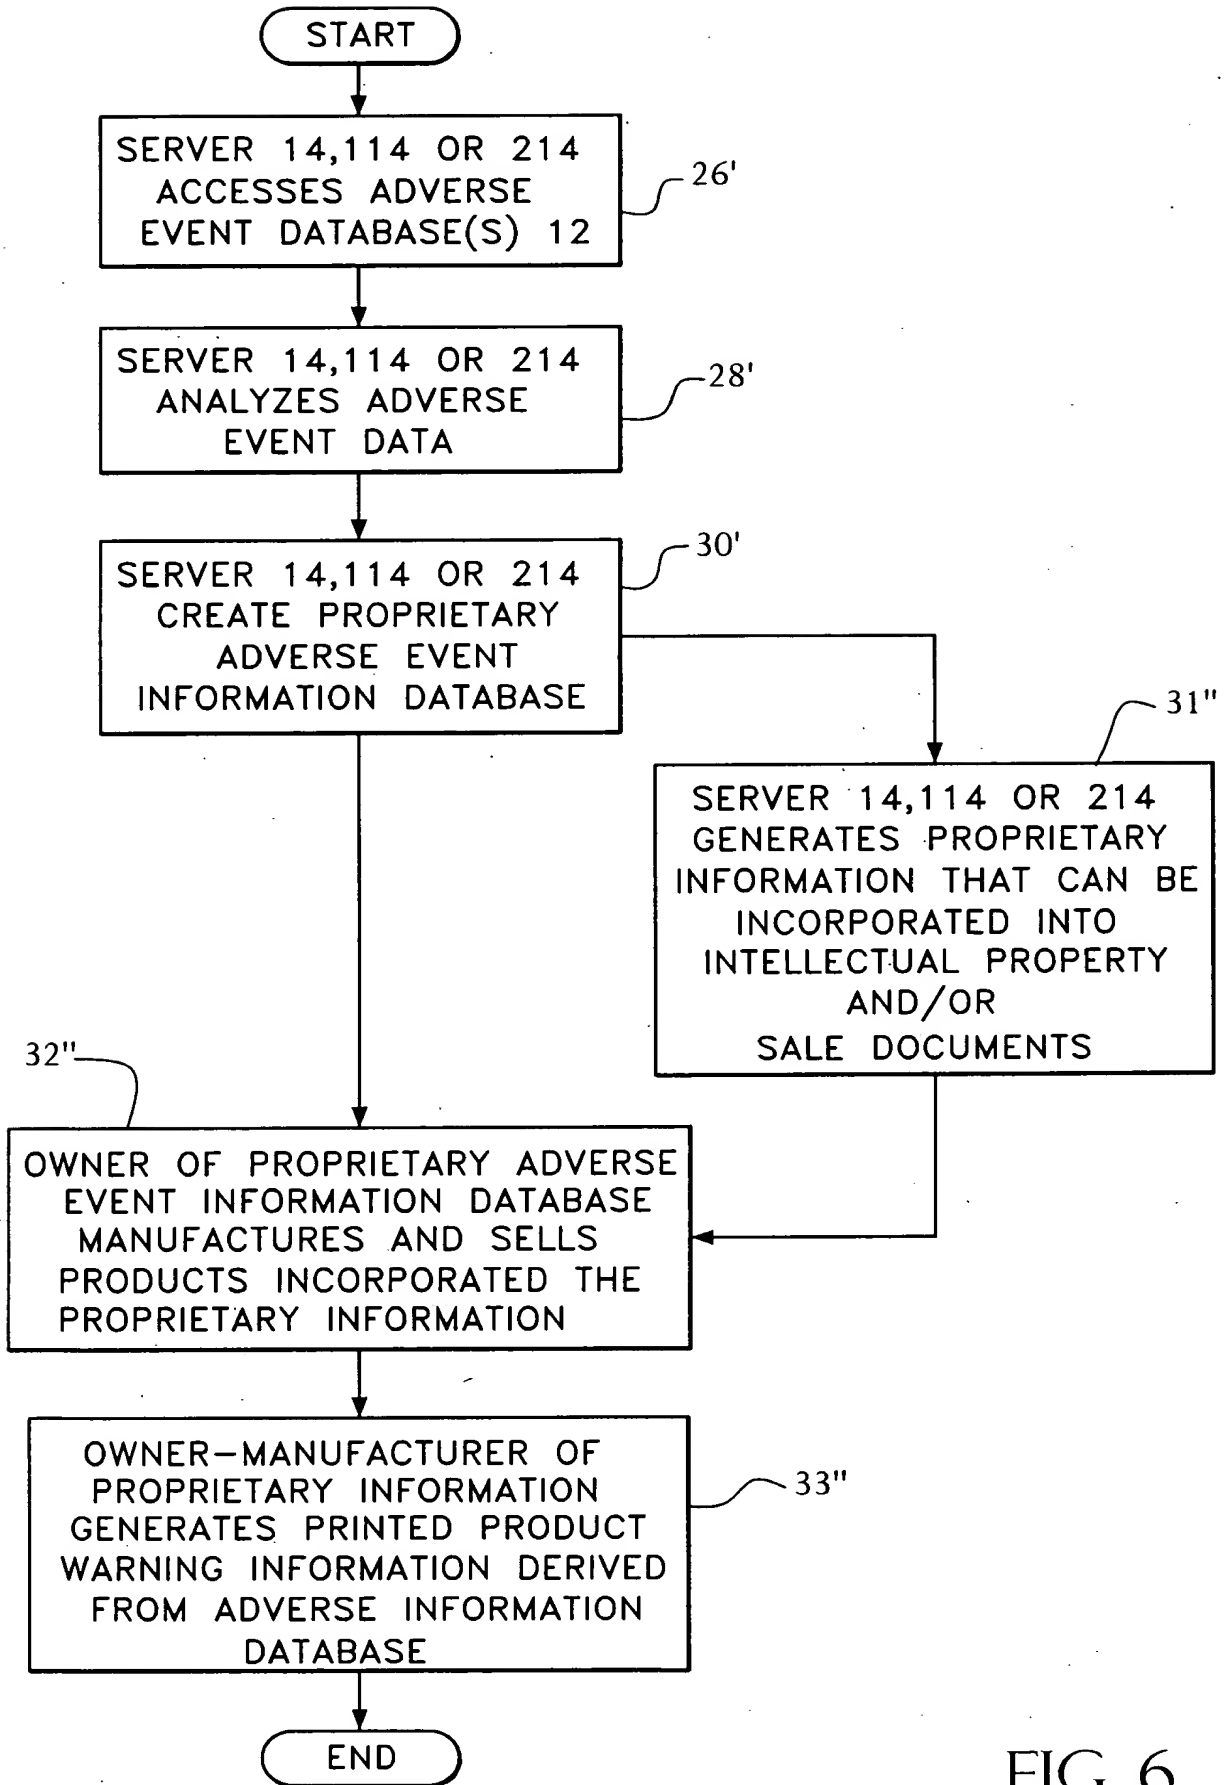 START
SERVER 14,114 OR 214
ACCESSES ADVERSE
EVENT DATABASE(S) 12
26'
SERVER 14,114 OR 214
ANALYZES ADVERSE
EVENT DATA
28'
SERVER 14,114 OR 214
CREATE PROPRIETARY
ADVERSE EVENT
INFORMATION DATABASE
30'
SERVER 14,114 OR 214
GENERATES PROPRIETARY
INFORMATION THAT CAN BE
INCORPORATED INTO
INTELLECTUAL PROPERTY
AND/OR
SALE DOCUMENTS
31"
32"
OWNER OF PROPRIETARY ADVERSE
EVENT INFORMATION DATABASE
MANUFACTURES AND SELLS
PRODUCTS INCORPORATED THE
PROPRIETARY INFORMATION
OWNER-MANUFACTURER OF
PROPRIETARY INFORMATION
GENERATES PRINTED PRODUCT
WARNING INFORMATION DERIVED
FROM ADVERSE INFORMATION
DATABASE
33"
END
FIG. 6